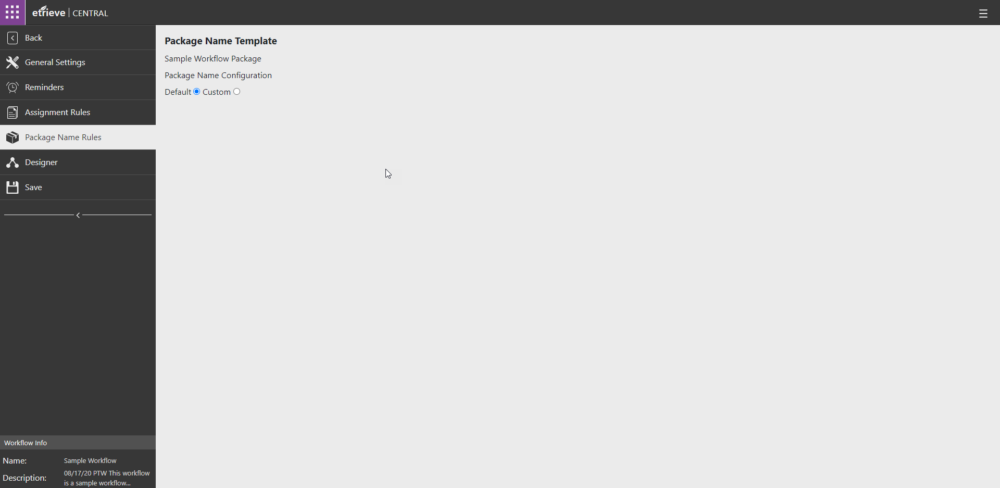 etrieve | CENTRAL
Back
General Settings
Reminders
Assignment Rules
Package Name Rules
Designer
Save
Workflow Info
Name: Sample Workflow
Description: 08/17/20 PTW This workflow
is a sample workflow...
Package Name Template
Sample Workflow Package
Package Name Configuration
Default Custom